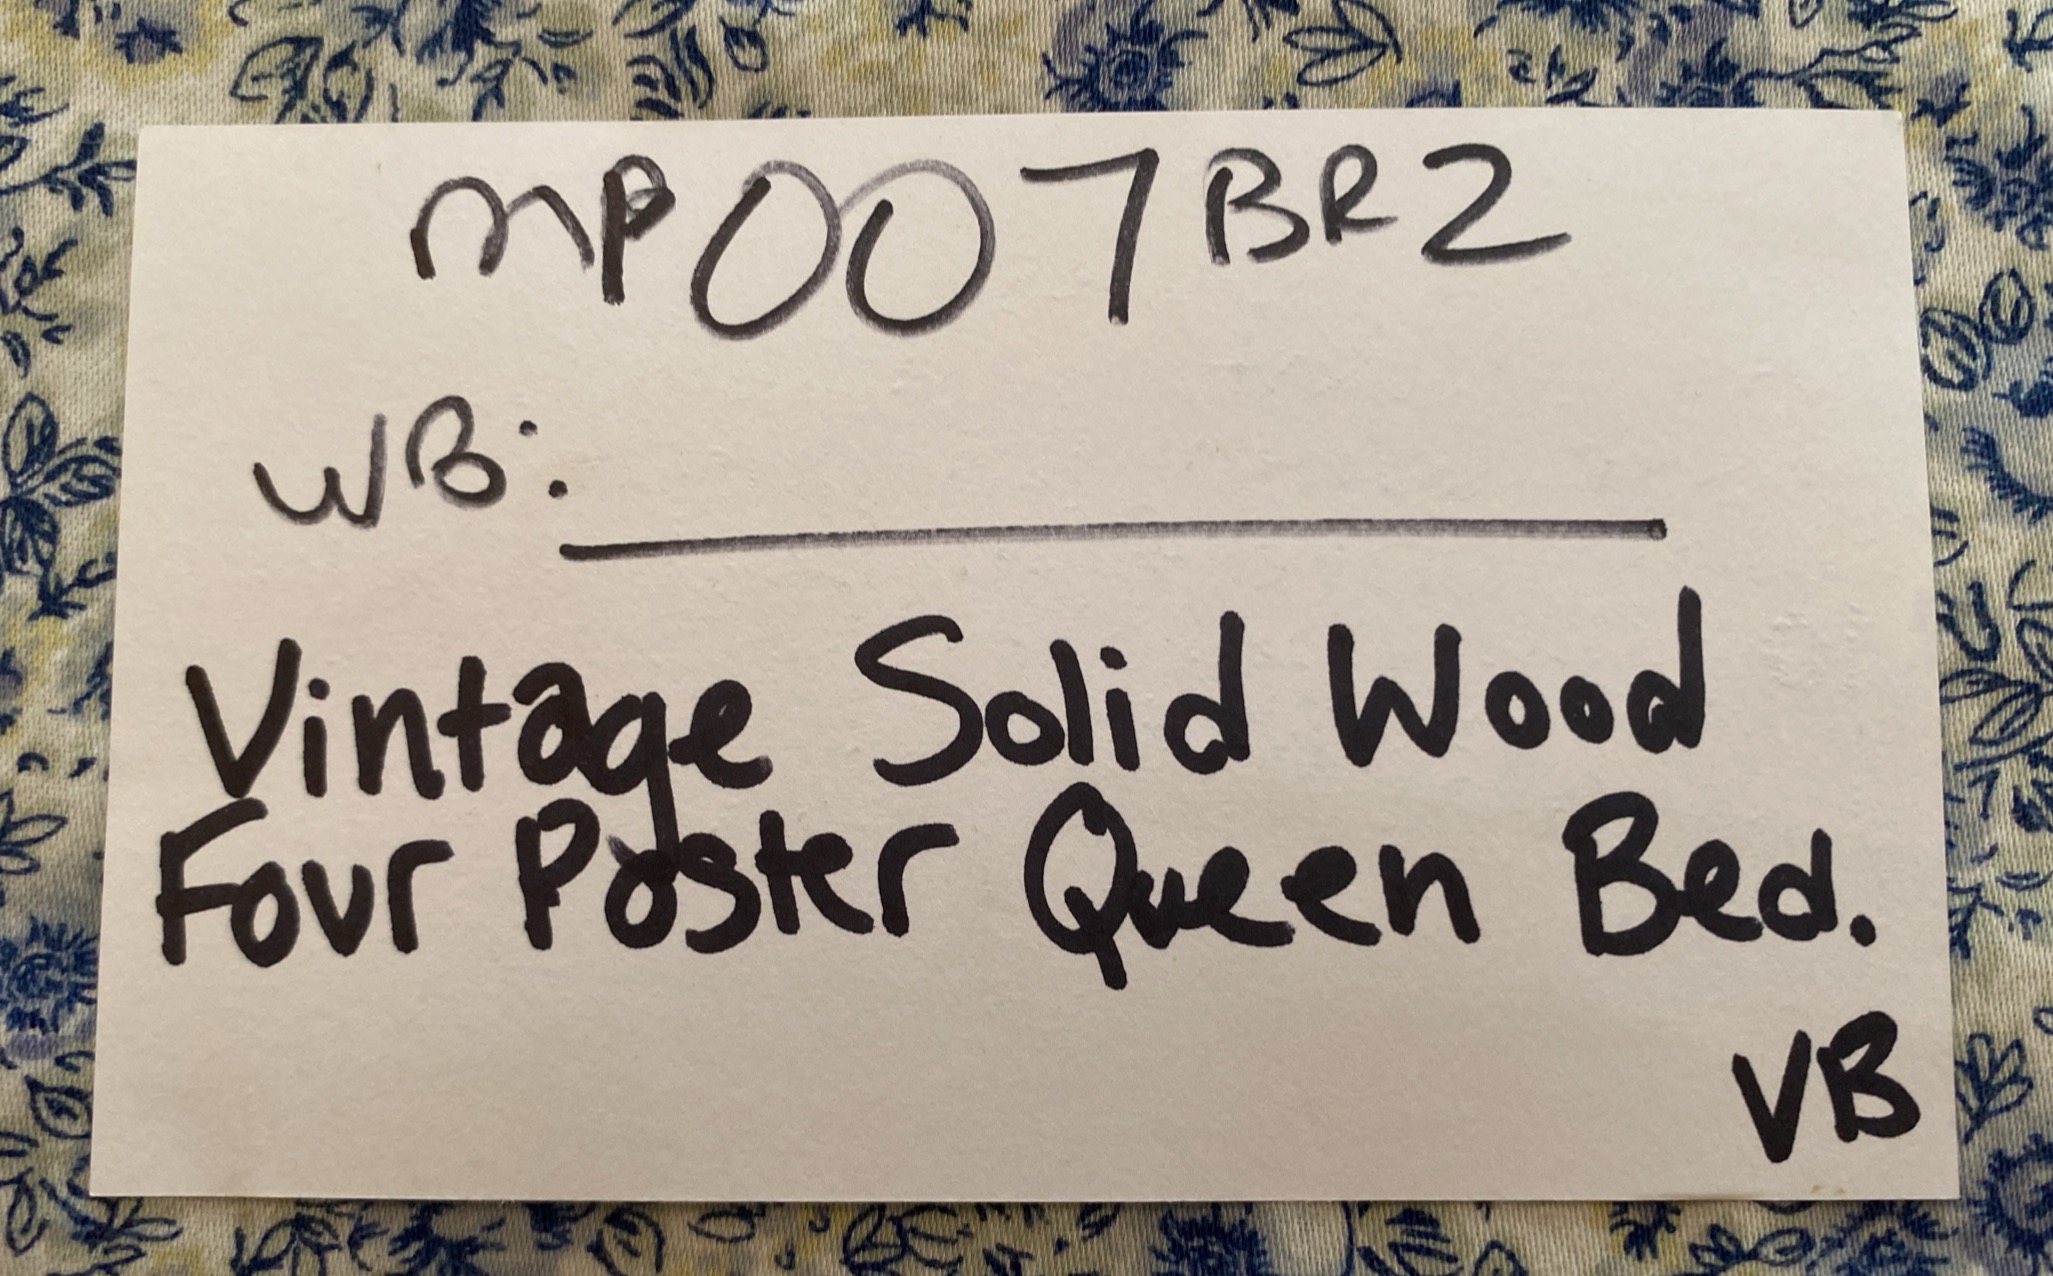 MP007BR2
WB:
Vintage Solid Wood
Four Poster Queen Bed.
VB